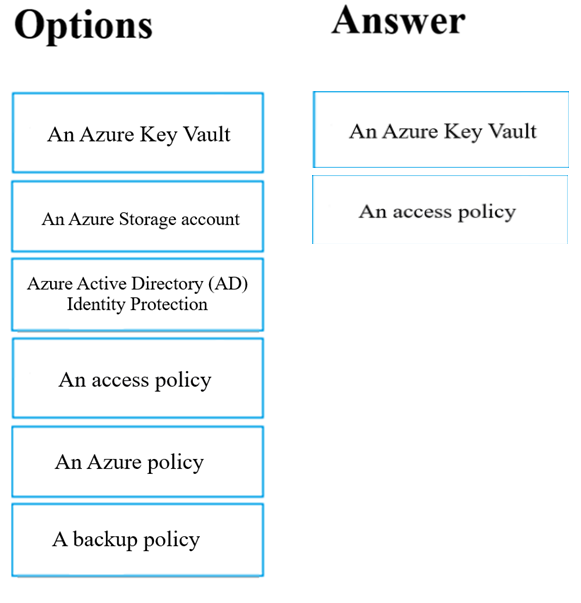 Options
An Azure Key Vault
An Azure Storage account
Azure Active Directory (AD)
Identity Protection
An access policy
An Azure policy
A backup policy
Answer
An Azure Key Vault
An access policy